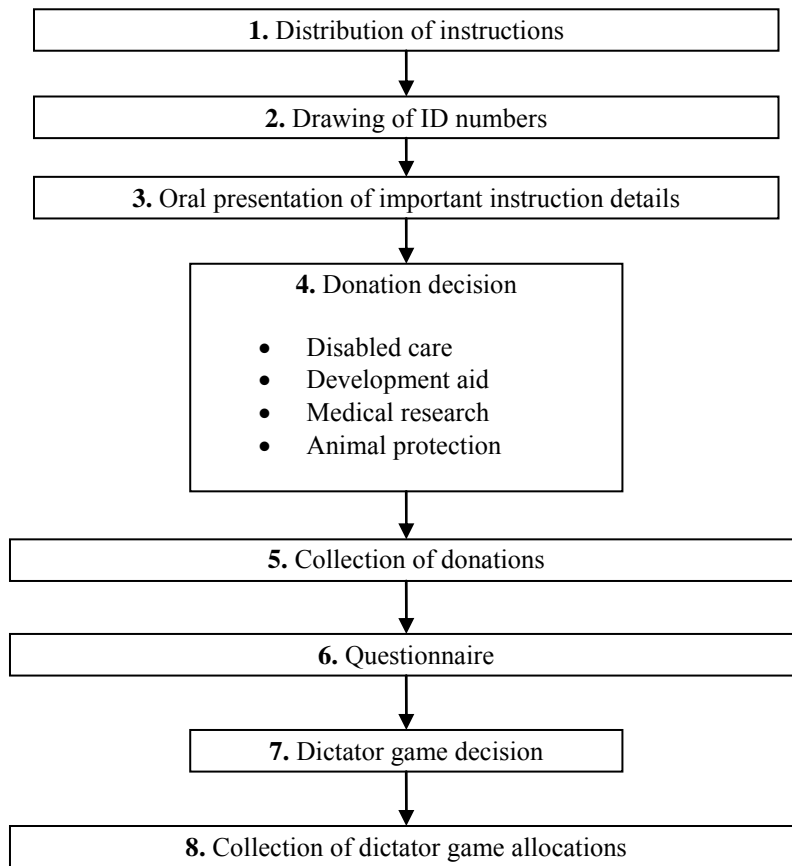 1. Distribution of instructions
2. Drawing of ID numbers
3. Oral presentation of important instruction details
4. Donation decision
• Disabled care
• Development aid
• Medical research
• Animal protection
5. Collection of donations
6. Questionnaire
7. Dictator game decision
8. Collection of dictator game allocations